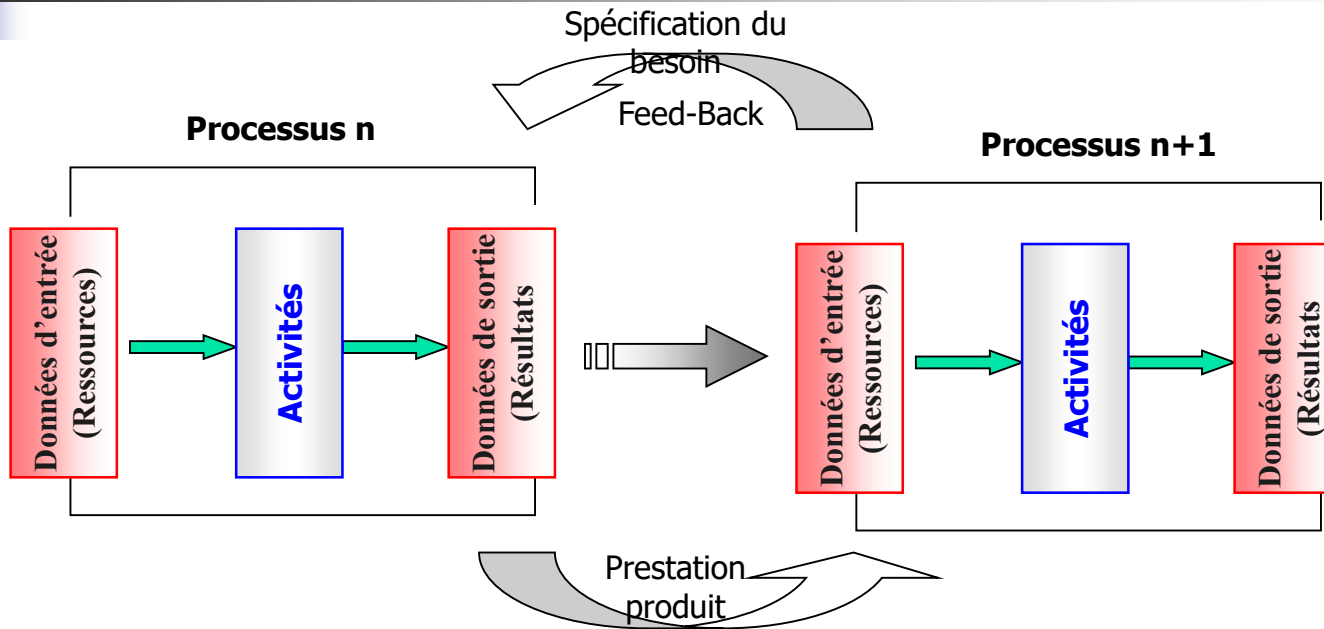 Spécification du
besoin
Feed-Back
Processus n
Processus n+1
Données d’entrée
(Ressources)
Activités
Données de sortie
(Résultats)
Données d’entrée
(Ressources)
Activités
Données de sortie
(Résultats
Prestation
produit